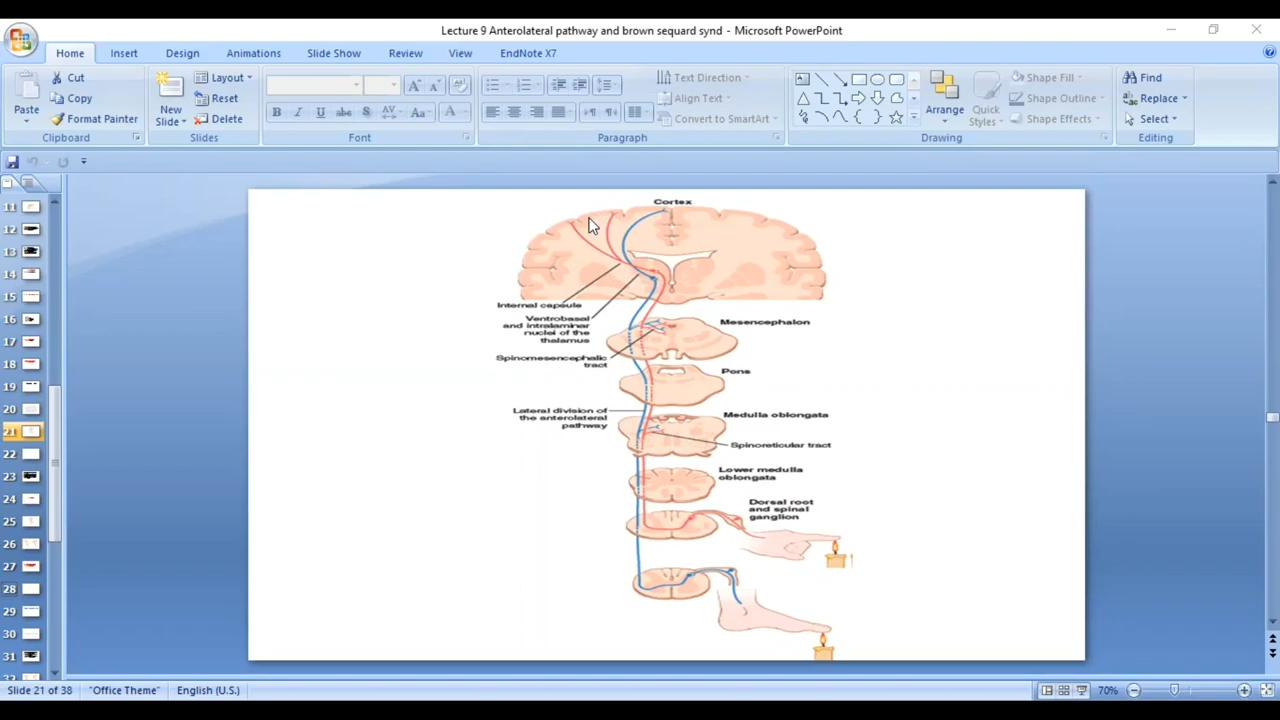 Lecture 9 Anterolateral pathway and brown sequard synd - Microsoft PowerPoint
Home Insert Design Animations Slide Show Review View EndNote X7
Paste
Cut
Copy
Format Painter
Clipboard
New
Slide
Layout
Reset
Delete
Slides
B I U abe S AV Aa A
Font
Text Direction
Align Text
Convert to SmartArt
Paragraph
Arrange
Quick
Styles
Shape Fill
Shape Outline
Shape Effects
Drawing
Find
Replace
Select
Editing
11
12
13
14
15
16
17
18
19
20
21
22
23
24
25
26
27
28
29
30
31
Cortex
Internal capsule
Ventrobasal
and intralaminar
nuclei of the
thalamus
Mesencephalon
Spinomesencephalic
tract
Pons
Lateral division of
the anterolateral
pathway
Medulla oblongata
Spinoreticular tract
Lower medulla
oblongata
Dorsal root
and spinal
ganglion
Slide 21 of 38 "Office Theme" English (U.S.) 70%